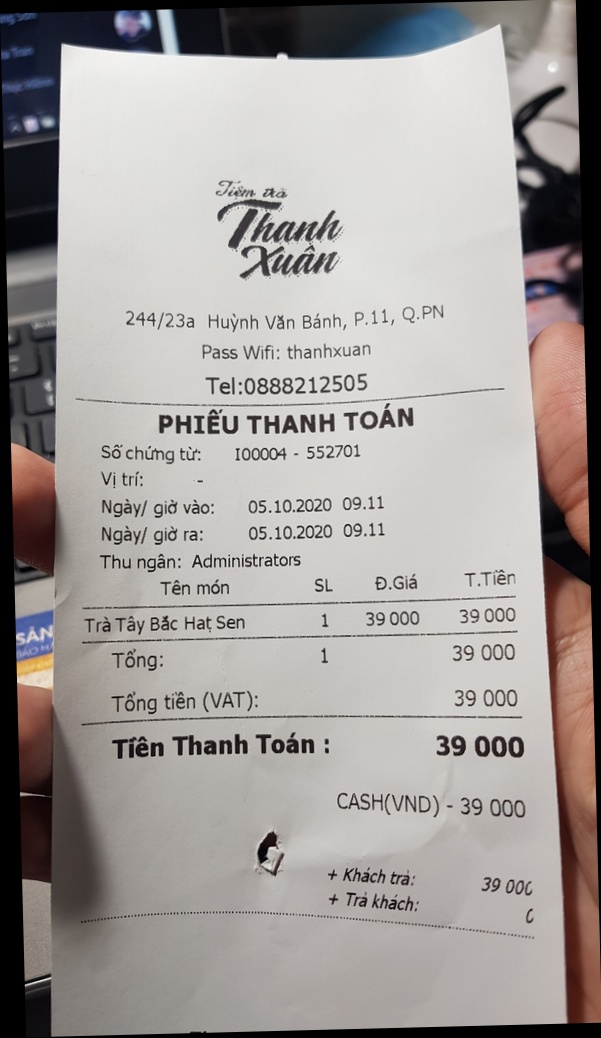 Tiệm trà
Thanh
Xuân
244/23a Huỳnh Văn Bánh, P.11, Q.PN
Pass Wifi: thanhxuan
Tel:0888212505
PHIẾU THANH TOÁN
Số chứng từ: I00004 - 552701
Vị trí: -
Ngày/ giờ vào: 05.10.2020 09.11
Ngày/ giờ ra: 05.10.2020 09.11
Thu ngân: Administrators
Tên món SL Đ.Giá T.Tiền
Trà Tây Bắc Hạt Sen 1 39 000 39 000
Tổng: 1 39 000
Tổng tiền (VAT): 39 000
Tiền Thanh Toán : 39 000
CASH(VND) - 39 000
+ Khách trả: 39 000
+ Trả khách: 0
SĂN